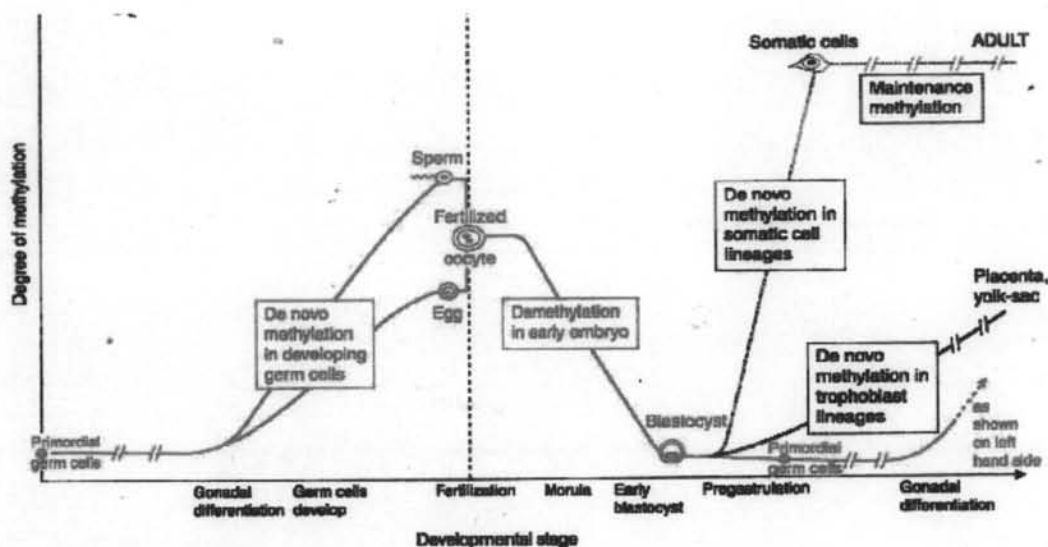 Somatic cells
ADULT
Maintenance
methylation
Degree of methylation
Sperm
Fertilized
oocyte
Egg
De novo
methylation
in developing
germ cells
Demethylation
in early embryo
De novo
methylation in
somatic cell
lineages
Placenta,
yolk-sac
De novo
methylation in
trophoblast
lineages
Blastocyst
Primordial
germ cells
Primordial
germ cells
as
shown
on left
hand side
Gonadal
differentiation
Germ cells
develop
Fertilization
Morula
Early
blastocyst
Pregastrulation
Gonadal
differentiation
Developmental stage